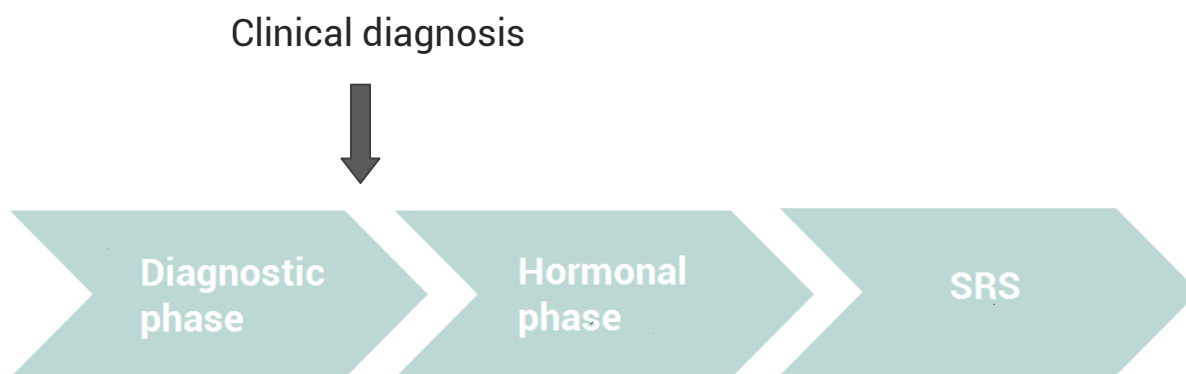 Clinical diagnosis
Diagnostic
phase
Hormonal
phase
SRS